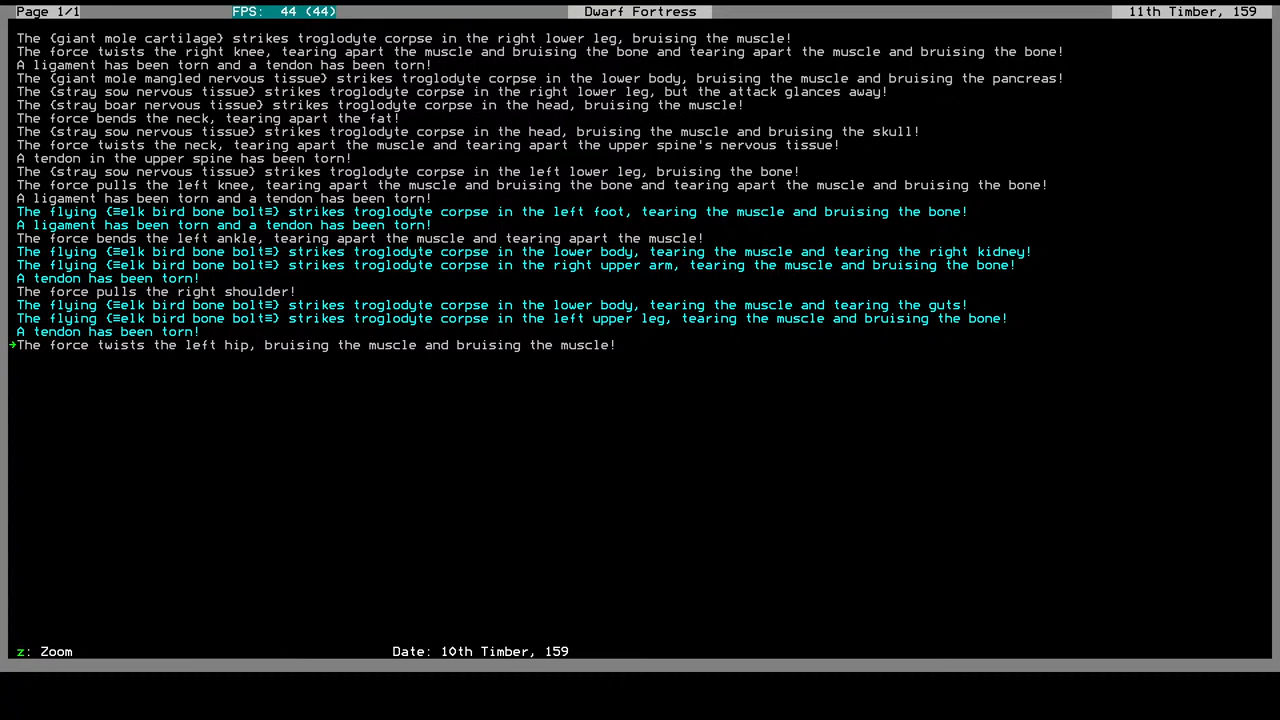 Page 1/1 FPS: 44 (44) Dwarf Fortress 11th Timber, 159
The {giant mole cartilage} strikes troglodyte corpse in the right lower leg, bruising the muscle!
The force twists the right knee, tearing apart the muscle and bruising the bone and tearing apart the muscle and bruising the bone!
A ligament has been torn and a tendon has been torn!
The {giant mole mangled nervous tissue} strikes troglodyte corpse in the lower body, bruising the muscle and bruising the pancreas!
The {stray sow nervous tissue} strikes troglodyte corpse in the right lower leg, but the attack glances away!
The {stray boar nervous tissue} strikes troglodyte corpse in the head, bruising the muscle!
The force bends the neck, tearing apart the fat!
The {stray sow nervous tissue} strikes troglodyte corpse in the head, bruising the muscle and bruising the skull!
The force twists the neck, tearing apart the muscle and tearing apart the upper spine's nervous tissue!
A tendon in the upper spine has been torn!
The {stray sow nervous tissue} strikes troglodyte corpse in the left lower leg, bruising the bone!
The force pulls the left knee, tearing apart the muscle and bruising the bone and tearing apart the muscle and bruising the bone!
A ligament has been torn and a tendon has been torn!
The flying {≡elk bird bone bolt≡} strikes troglodyte corpse in the left foot, tearing the muscle and bruising the bone!
A ligament has been torn and a tendon has been torn!
The force bends the left ankle, tearing apart the muscle and tearing apart the muscle!
The flying {≡elk bird bone bolt≡} strikes troglodyte corpse in the lower body, tearing the muscle and tearing the right kidney!
The flying {≡elk bird bone bolt≡} strikes troglodyte corpse in the right upper arm, tearing the muscle and bruising the bone!
A tendon has been torn!
The force pulls the right shoulder!
The flying {≡elk bird bone bolt≡} strikes troglodyte corpse in the lower body, tearing the muscle and tearing the guts!
The flying {≡elk bird bone bolt≡} strikes troglodyte corpse in the left upper leg, tearing the muscle and bruising the bone!
A tendon has been torn!
→The force twists the left hip, bruising the muscle and bruising the muscle!
z: Zoom Date: 10th Timber, 159